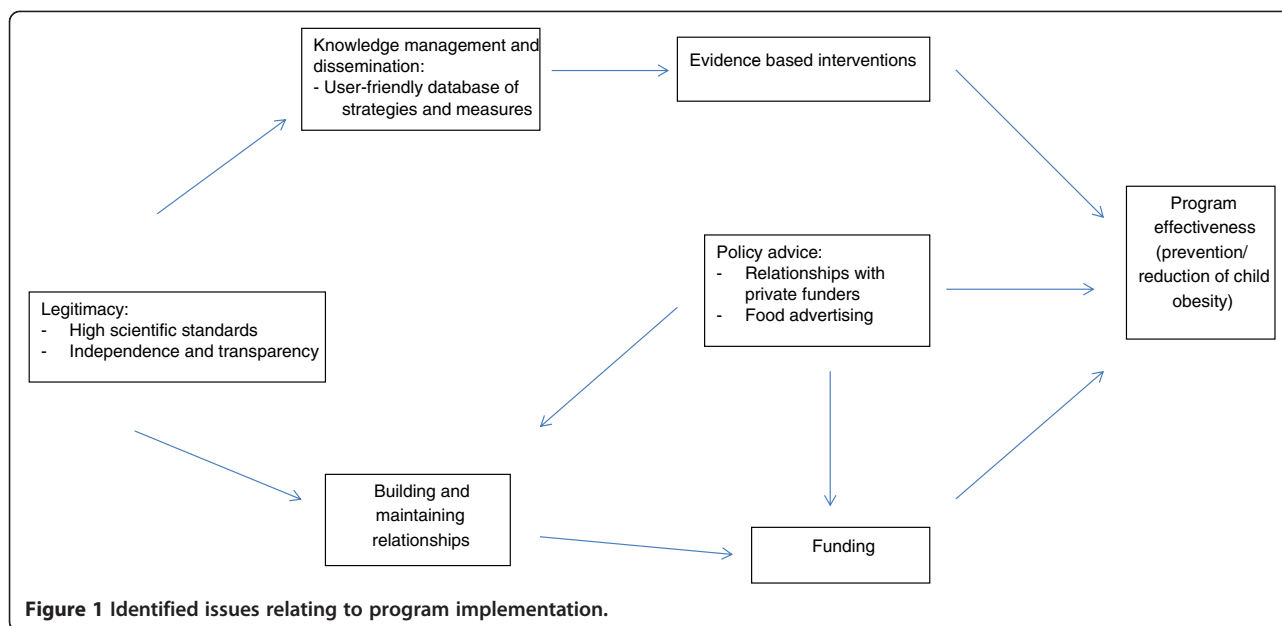 Knowledge management and
dissemination:
- User-friendly database of
strategies and measures
Evidence based interventions
Program
effectiveness
(prevention/
reduction of child
obesity)
Policy advice:
- Relationships with
private funders
- Food advertising
Legitimacy:
- High scientific standards
- Independence and transparency
Building and
maintaining
relationships
Funding
Figure 1 Identified issues relating to program implementation.